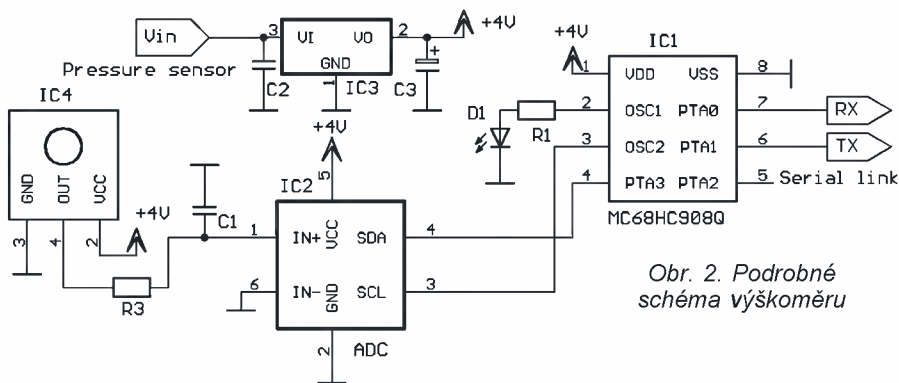 +4V
Vin
3 VI VO 2
GND
1
IC3
C2
C3
+
Pressure sensor
IC4
GND OUT VCC
3 4 2
+4V
R3
C1
+4V
5
IC2
VCC
1 IN+ SDA 4
6 IN- SCL 3
GND
2
ADC
+4V
IC1
1 VDD VSS 8
D1
R1
2 OSC1 PTA0 7 RX
3 OSC2 PTA1 6 TX
4 PTA3 PTA2 5 Serial link
MC68HC908Q
Obr. 2. Podrobné
schéma výškoměru